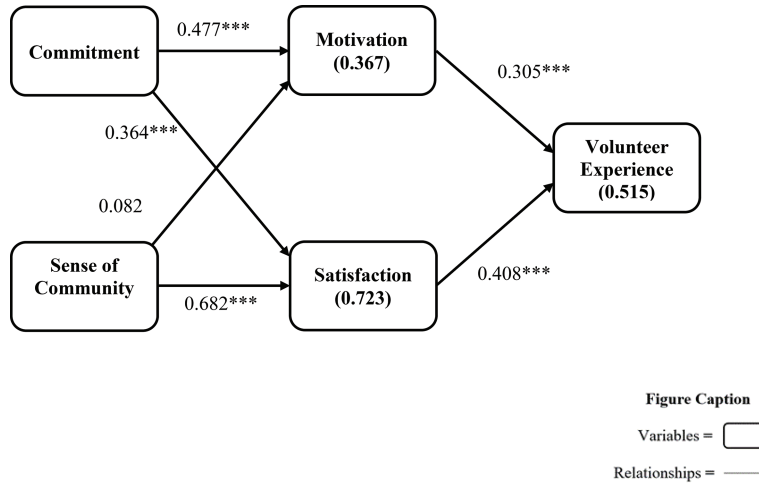 0.477***
Commitment
Motivation
(0.367)
0.305***
0.364***
Volunteer
Experience
(0.515)
0.082
Sense of
Community
Satisfaction
(0.723)
0.408***
0.682***
Figure Caption
Variables =
Relationships =